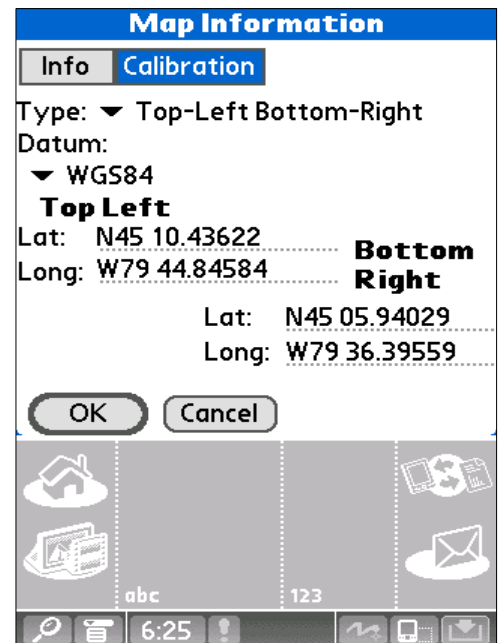 Map Information
Info Calibration
Type: Top-Left Bottom-Right
Datum:
WGS84
Top Left
Lat: N45 10.43622
Long: W79 44.84584
Bottom
Right
Lat: N45 05.94029
Long: W79 36.39559
OK Cancel
abc 123
6:25